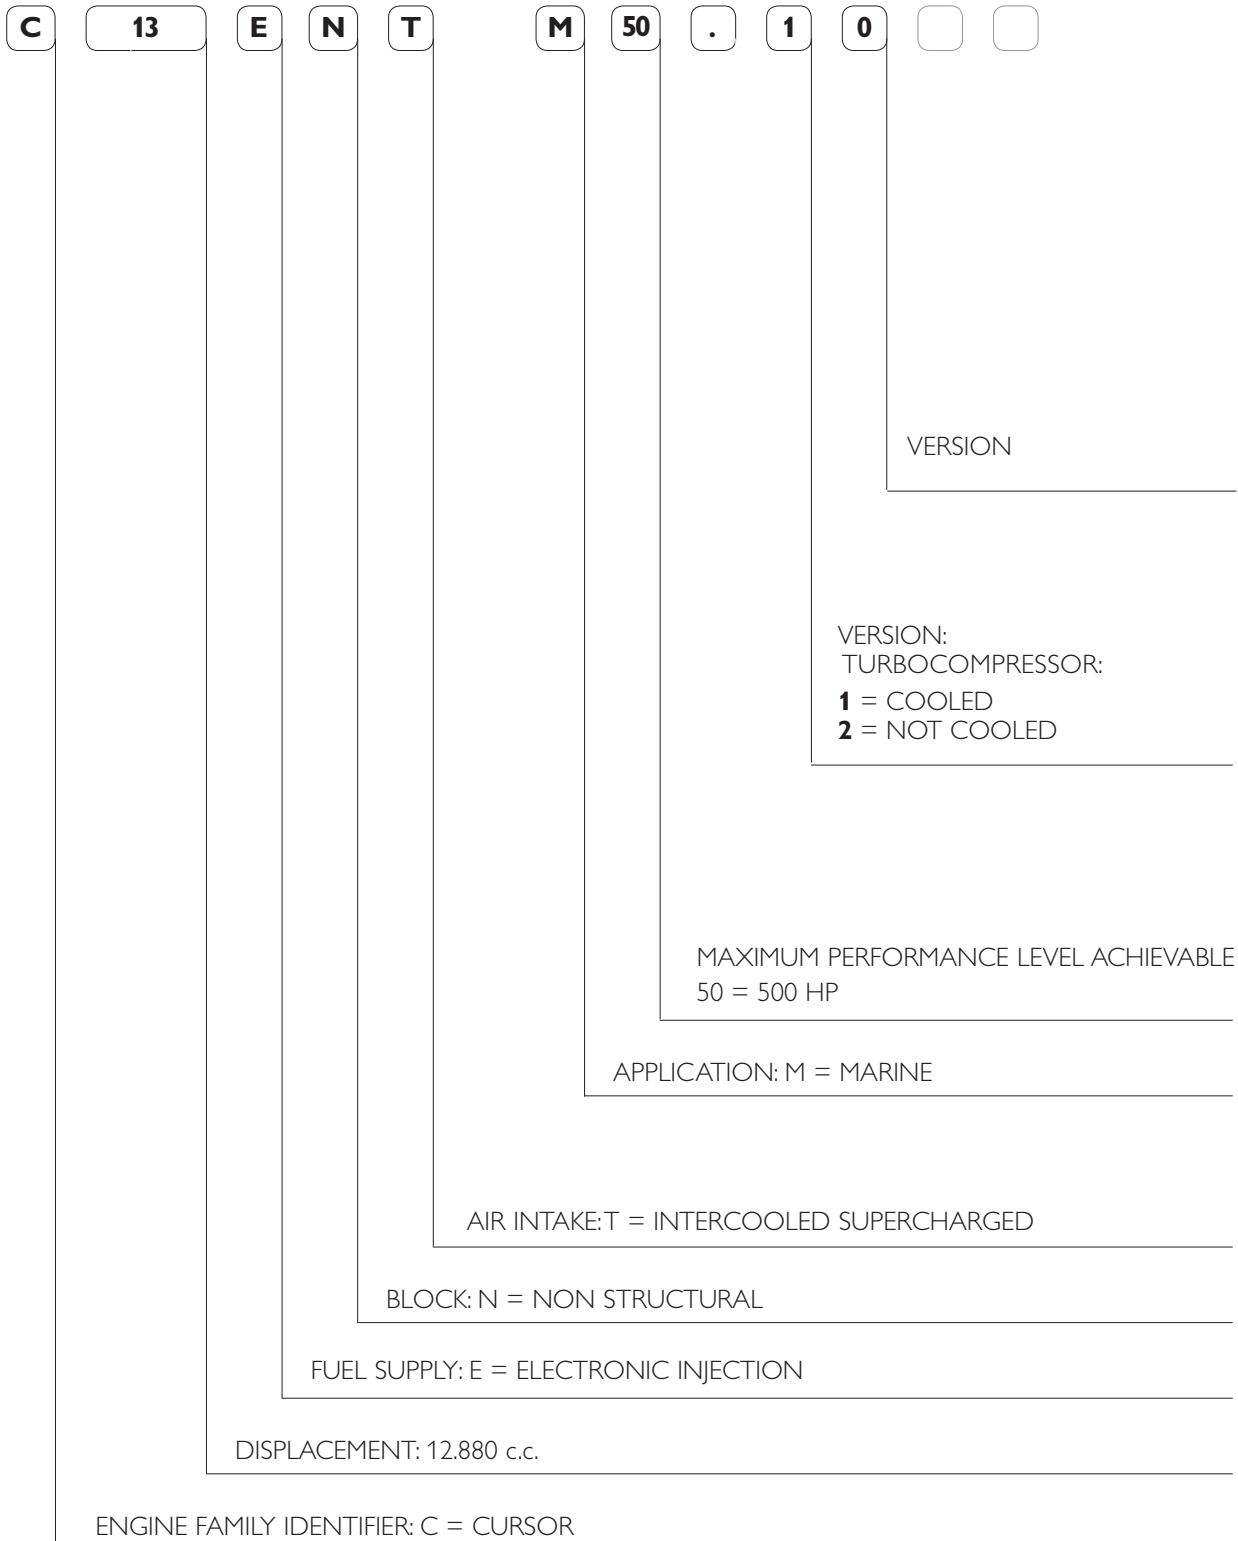 C 13 E N T M 50 . 1 0
VERSION
VERSION:
TURBOCOMPRESSOR:
1 = COOLED
2 = NOT COOLED
MAXIMUM PERFORMANCE LEVEL ACHIEVABLE
50 = 500 HP
APPLICATION: M = MARINE
AIR INTAKE: T = INTERCOOLED SUPERCHARGED
BLOCK: N = NON STRUCTURAL
FUEL SUPPLY: E = ELECTRONIC INJECTION
DISPLACEMENT: 12.880 c.c.
ENGINE FAMILY IDENTIFIER: C = CURSOR